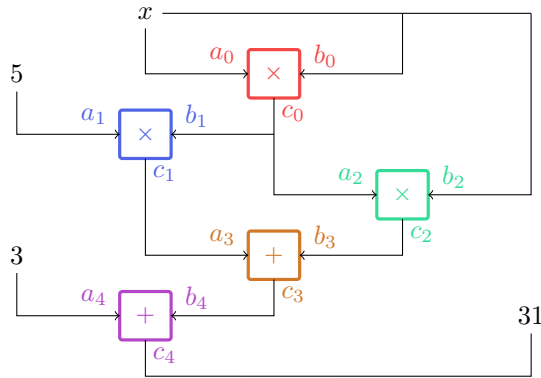 x
a₀ × b₀
c₀
5
a₁ × b₁
c₁
a₂ × b₂
c₂
a₃ + b₃
c₃
3
a₄ + b₄
c₄
31